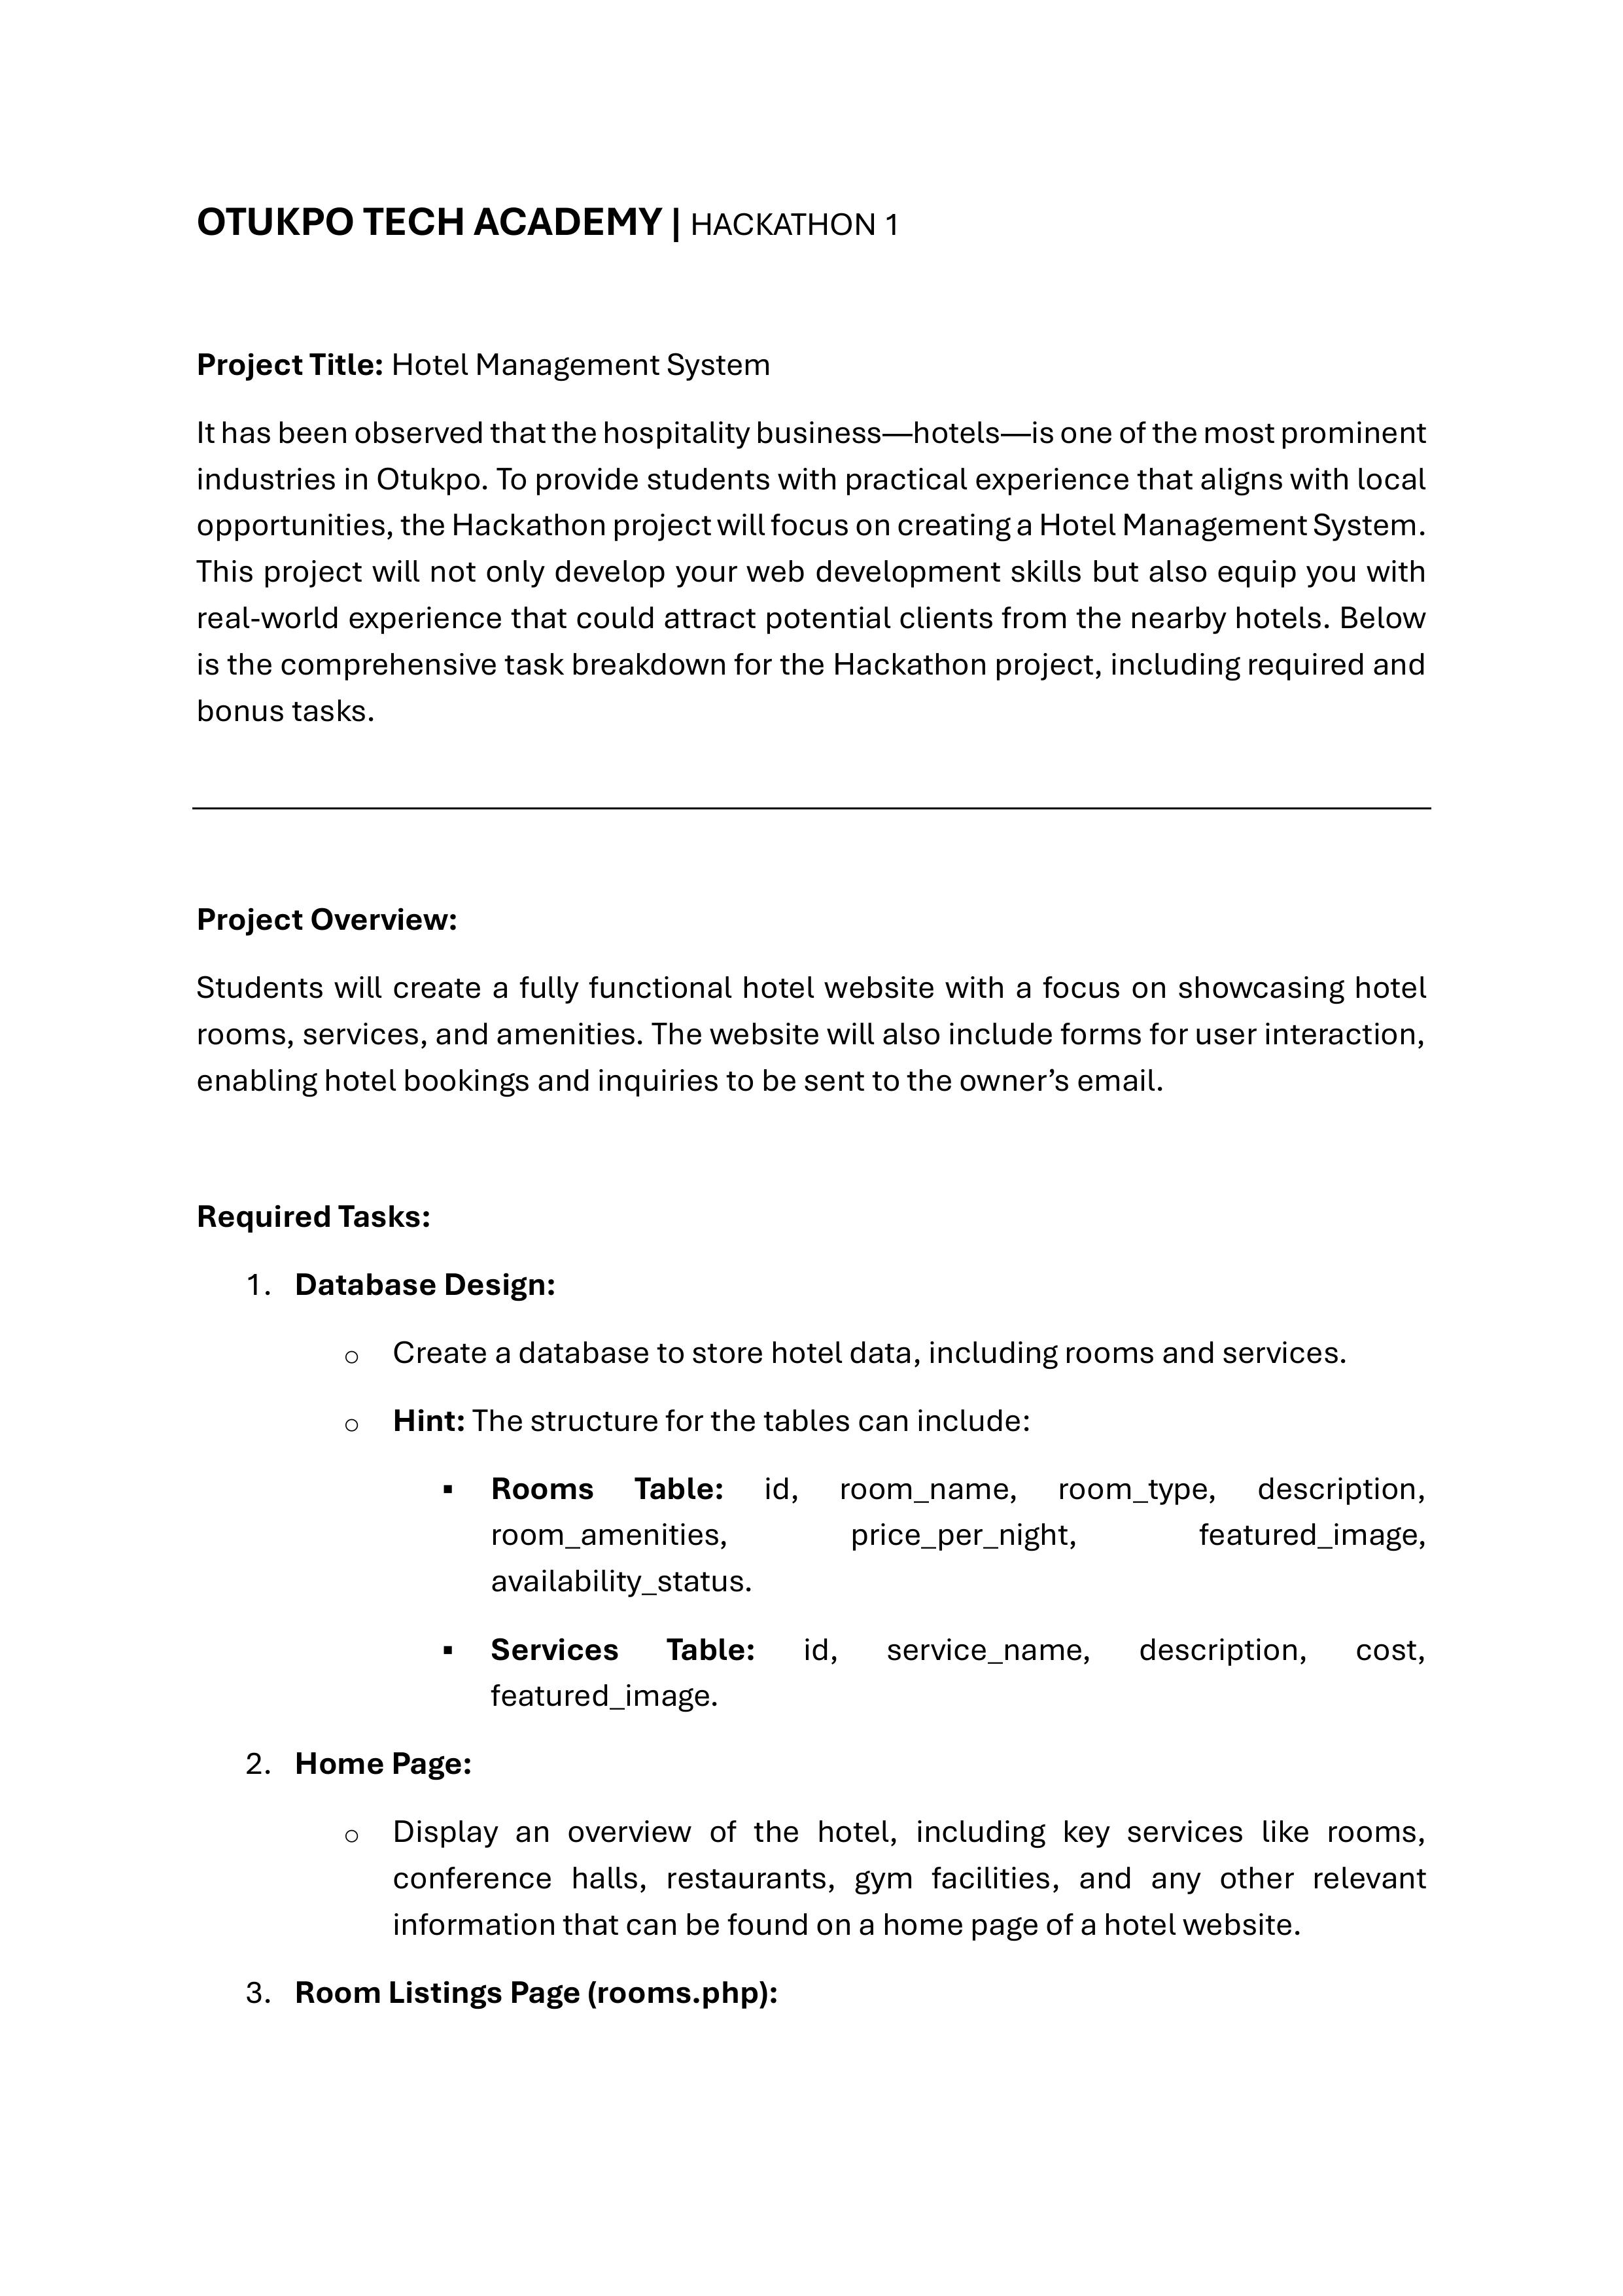 OTUKPO TECH ACADEMY | HACKATHON 1
Project Title: Hotel Management System
It has been observed that the hospitality business—hotels—is one of the most prominent
industries in Otukpo. To provide students with practical experience that aligns with local
opportunities, the Hackathon project will focus on creating a Hotel Management System.
This project will not only develop your web development skills but also equip you with
real-world experience that could attract potential clients from the nearby hotels. Below
is the comprehensive task breakdown for the Hackathon project, including required and
bonus tasks.
Project Overview:
Students will create a fully functional hotel website with a focus on showcasing hotel
rooms, services, and amenities. The website will also include forms for user interaction,
enabling hotel bookings and inquiries to be sent to the owner’s email.
Required Tasks:
1. Database Design:
o Create a database to store hotel data, including rooms and services.
o Hint: The structure for the tables can include:
▪ Rooms Table: id, room_name, room_type, description,
room_amenities, price_per_night, featured_image,
availability_status.
▪ Services Table: id, service_name, description, cost,
featured_image.
2. Home Page:
o Display an overview of the hotel, including key services like rooms,
conference halls, restaurants, gym facilities, and any other relevant
information that can be found on a home page of a hotel website.
3. Room Listings Page (rooms.php):